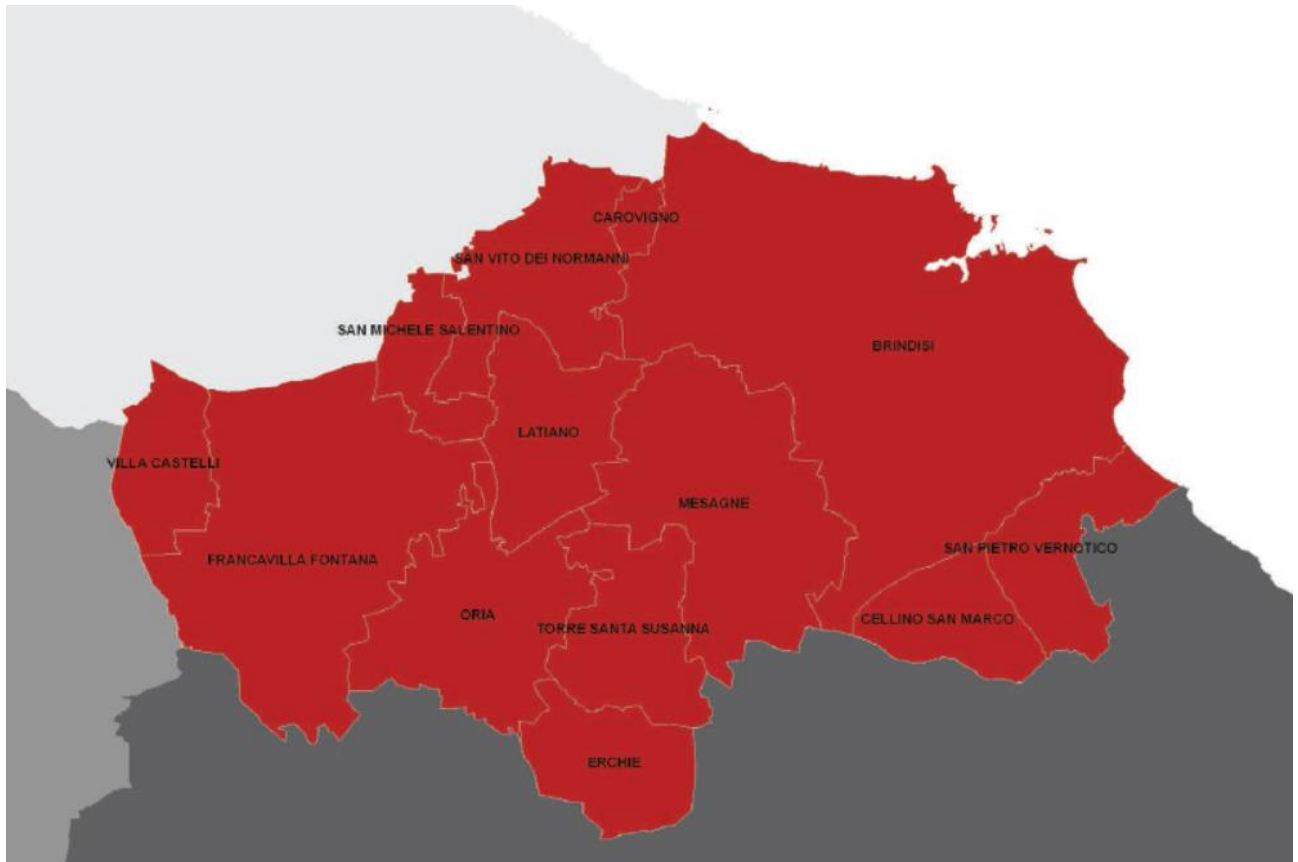 CAROVIGNO
SAN VITO DEI NORMANNI
SAN MICHELE SALENTINO
BRINDISI
LATIANO
VILLA CASTELLI
MESAGNE
SAN PIETRO VERNOTICO
FRANCAVILLA FONTANA
ORIA
CELLINO SAN MARCO
TORRE SANTA SUSANNA
ERCHIE